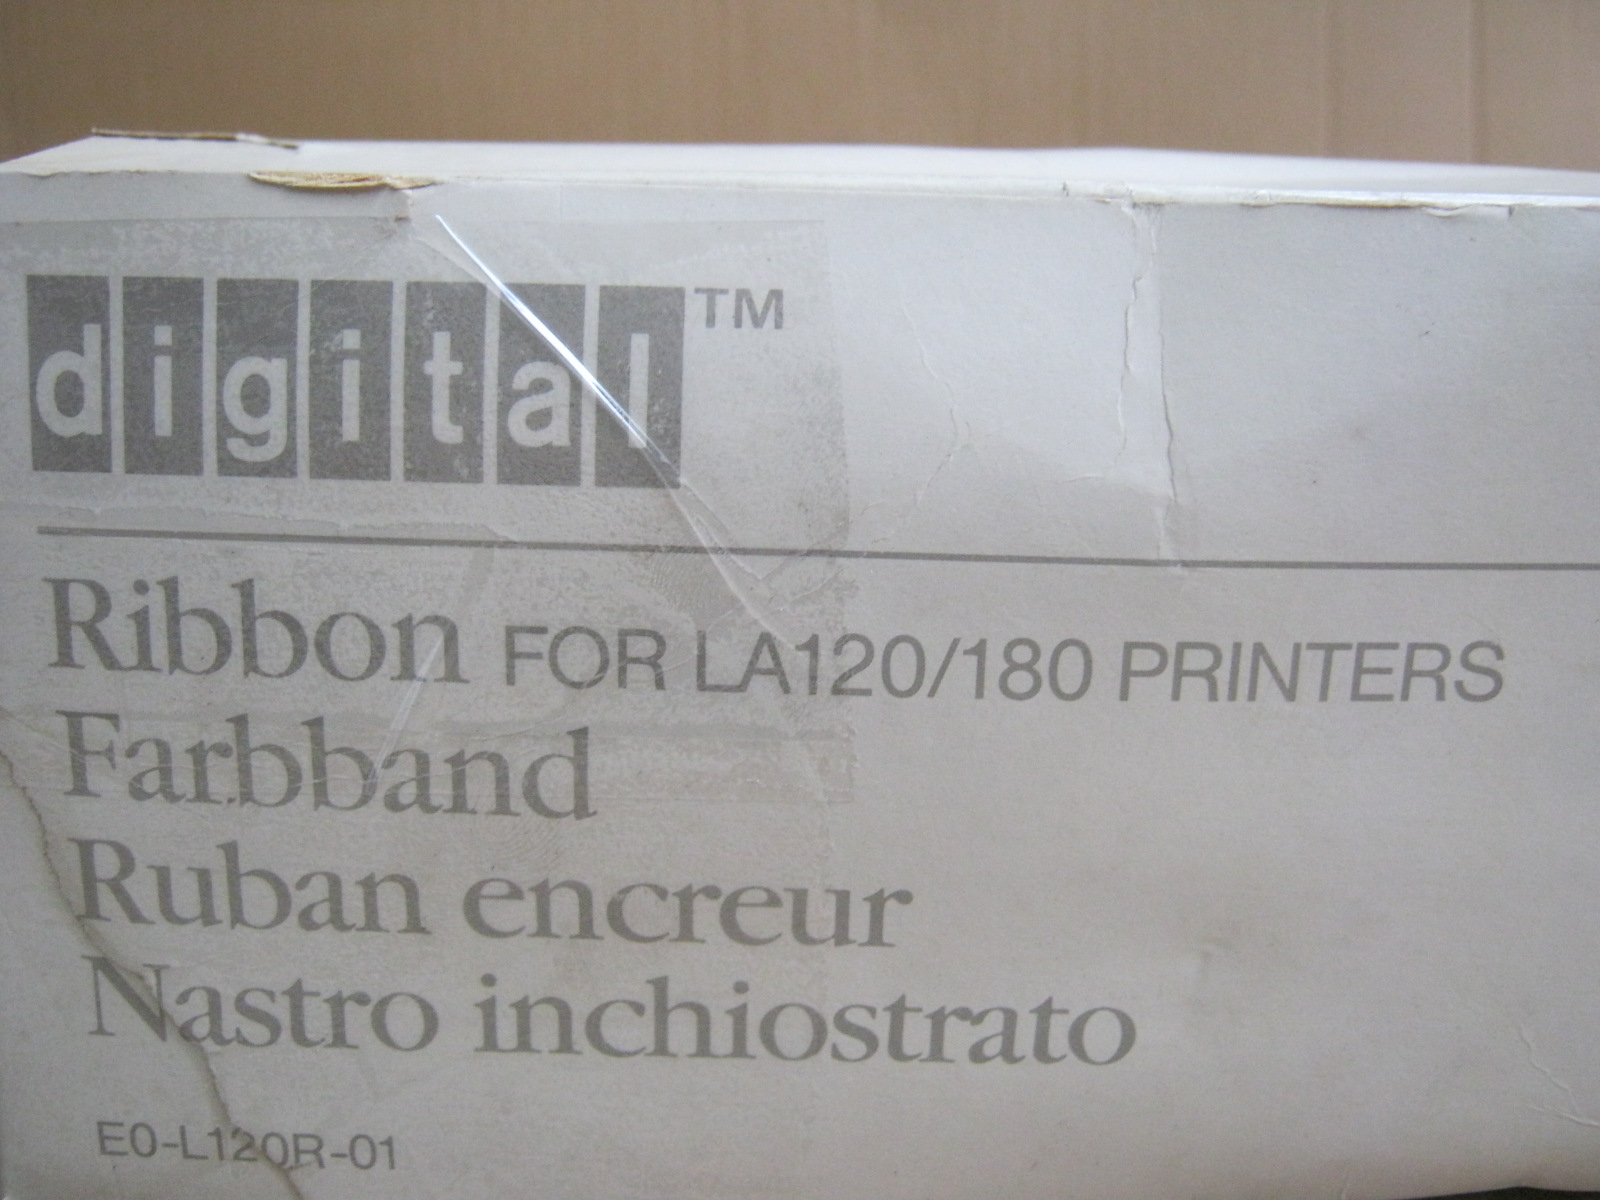 digital™
Ribbon FOR LA120/180 PRINTERS
Farbband
Ruban encreur
Nastro inchiostrato
E0-L120R-01